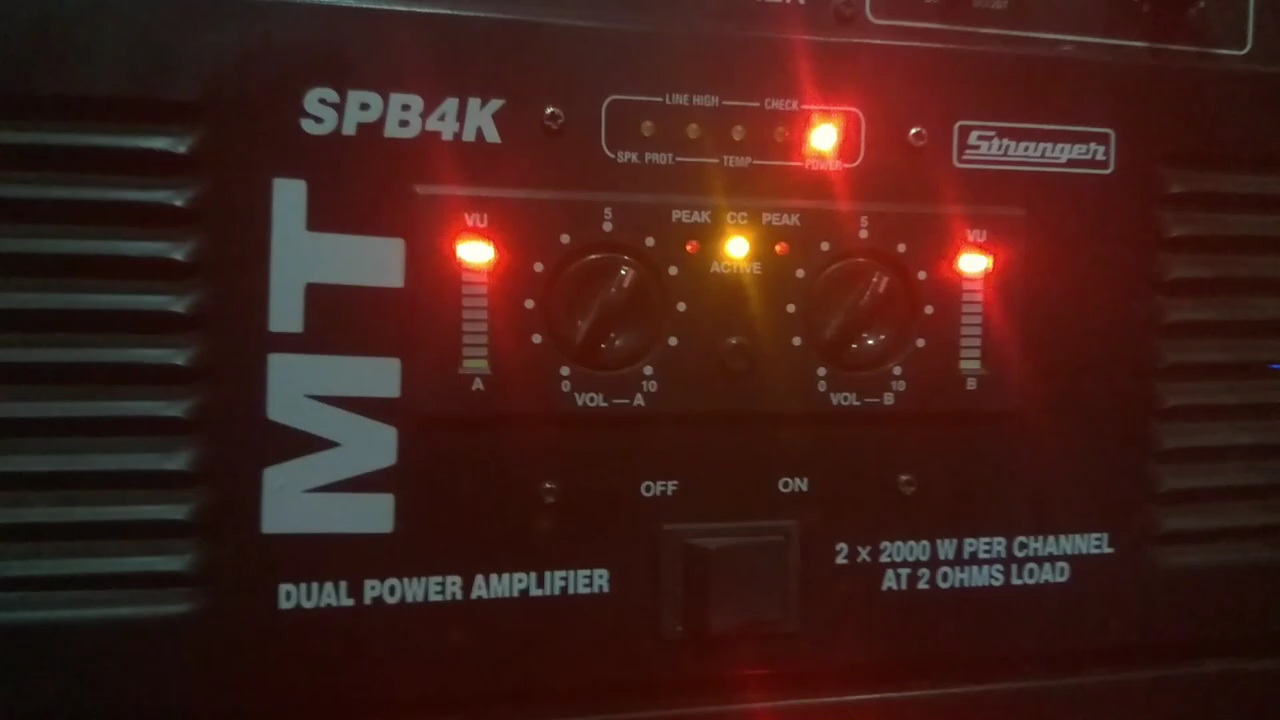 SPB4K
LINE HIGH CHECK
SPK. PROT. TEMP POWER
Stranger
MT
VU
5
PEAK CC PEAK
ACTIVE
5
VU
A
0 10
VOL — A
0 10
VOL — B
B
OFF ON
DUAL POWER AMPLIFIER
2 x 2000 W PER CHANNEL
AT 2 OHMS LOAD